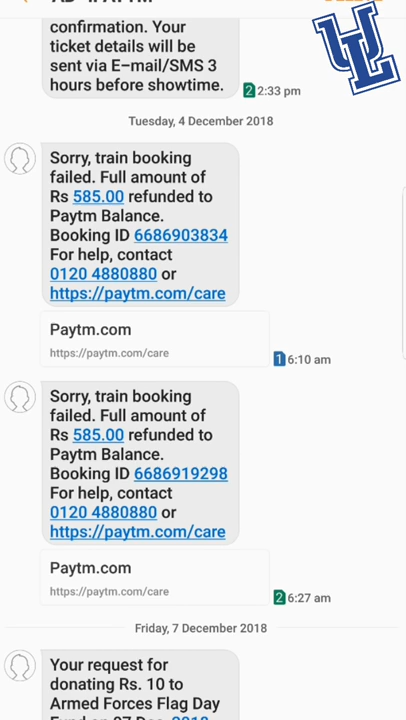 confirmation. Your
ticket details will be
sent via E-mail/SMS 3
hours before showtime.
2 2:33 pm
Tuesday, 4 December 2018
Sorry, train booking
failed. Full amount of
Rs 585.00 refunded to
Paytm Balance.
Booking ID 6686903834
For help, contact
0120 4880880 or
https://paytm.com/care
Paytm.com
https://paytm.com/care
1 6:10 am
Sorry, train booking
failed. Full amount of
Rs 585.00 refunded to
Paytm Balance.
Booking ID 6686919298
For help, contact
0120 4880880 or
https://paytm.com/care
Paytm.com
https://paytm.com/care
2 6:27 am
Friday, 7 December 2018
Your request for
donating Rs. 10 to
Armed Forces Flag Day